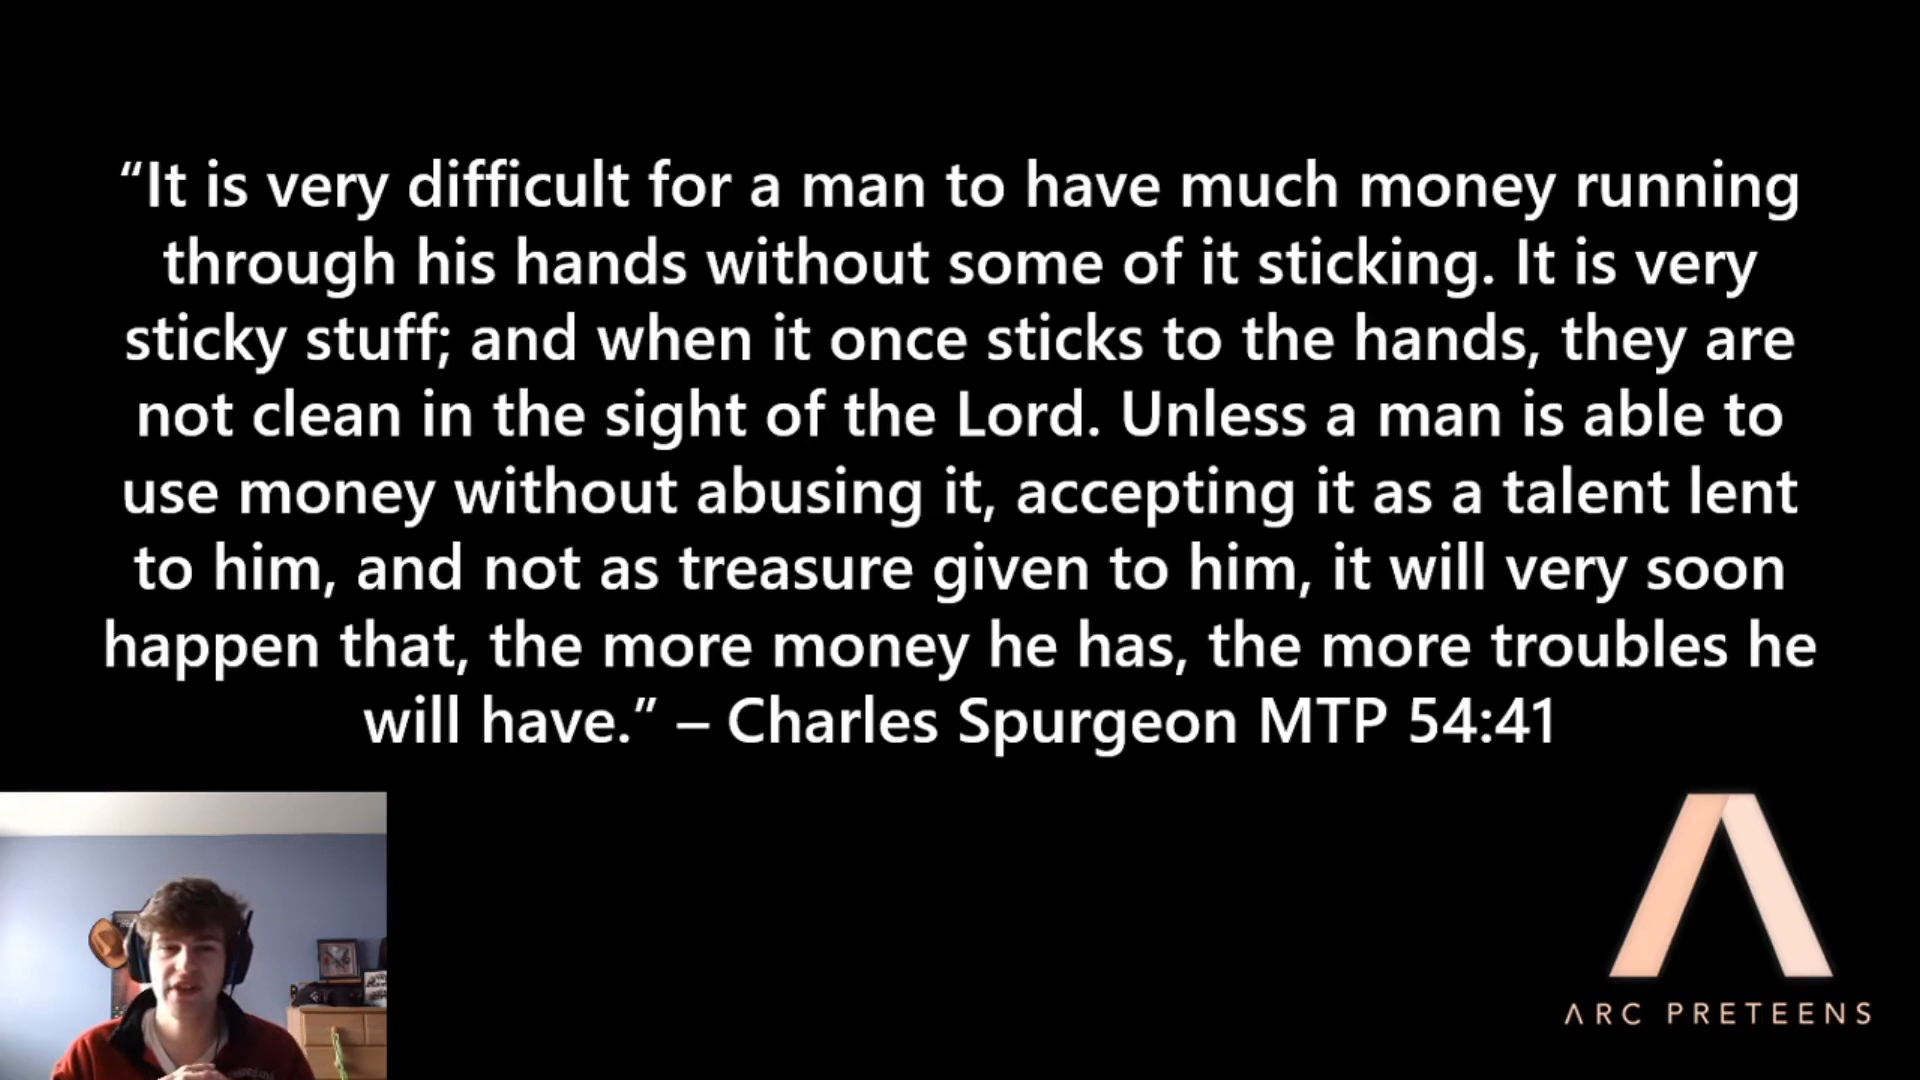 “It is very difficult for a man to have much money running
through his hands without some of it sticking. It is very
sticky stuff; and when it once sticks to the hands, they are
not clean in the sight of the Lord. Unless a man is able to
use money without abusing it, accepting it as a talent lent
to him, and not as treasure given to him, it will very soon
happen that, the more money he has, the more troubles he
will have.” – Charles Spurgeon MTP 54:41
ARC PRETEENS